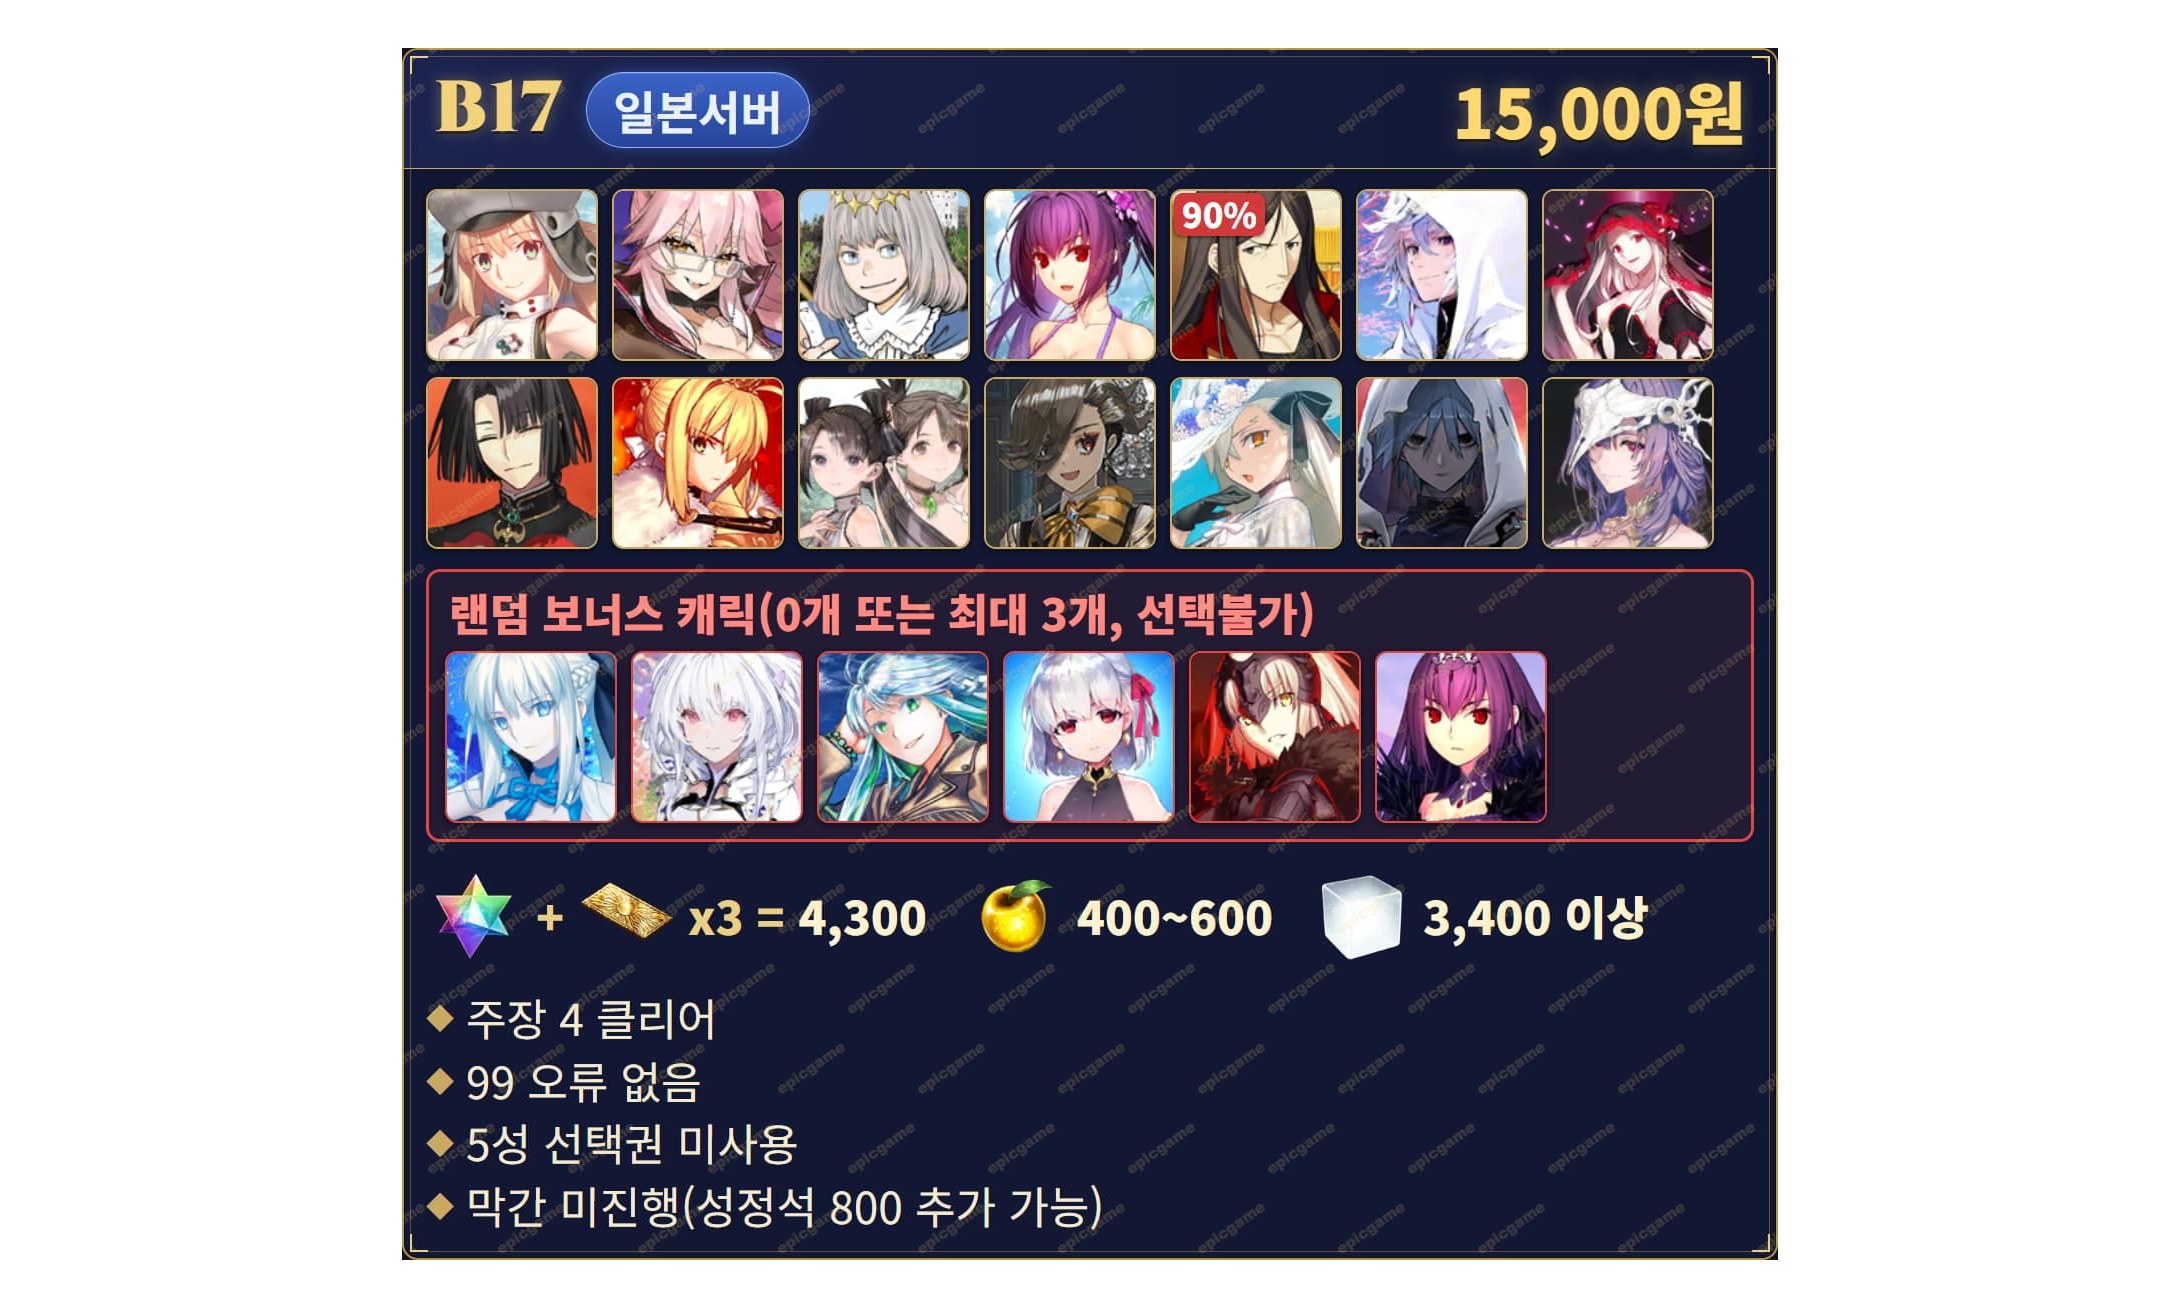 B17 일본서버 15,000원
90%
랜덤 보너스 캐릭(0개 또는 최대 3개, 선택불가)
+ x3 = 4,300 400~600 3,400 이상
주장 4 클리어
99 오류 없음
5성 선택권 미사용
막간 미진행(성정석 800 추가 가능)
epicgame